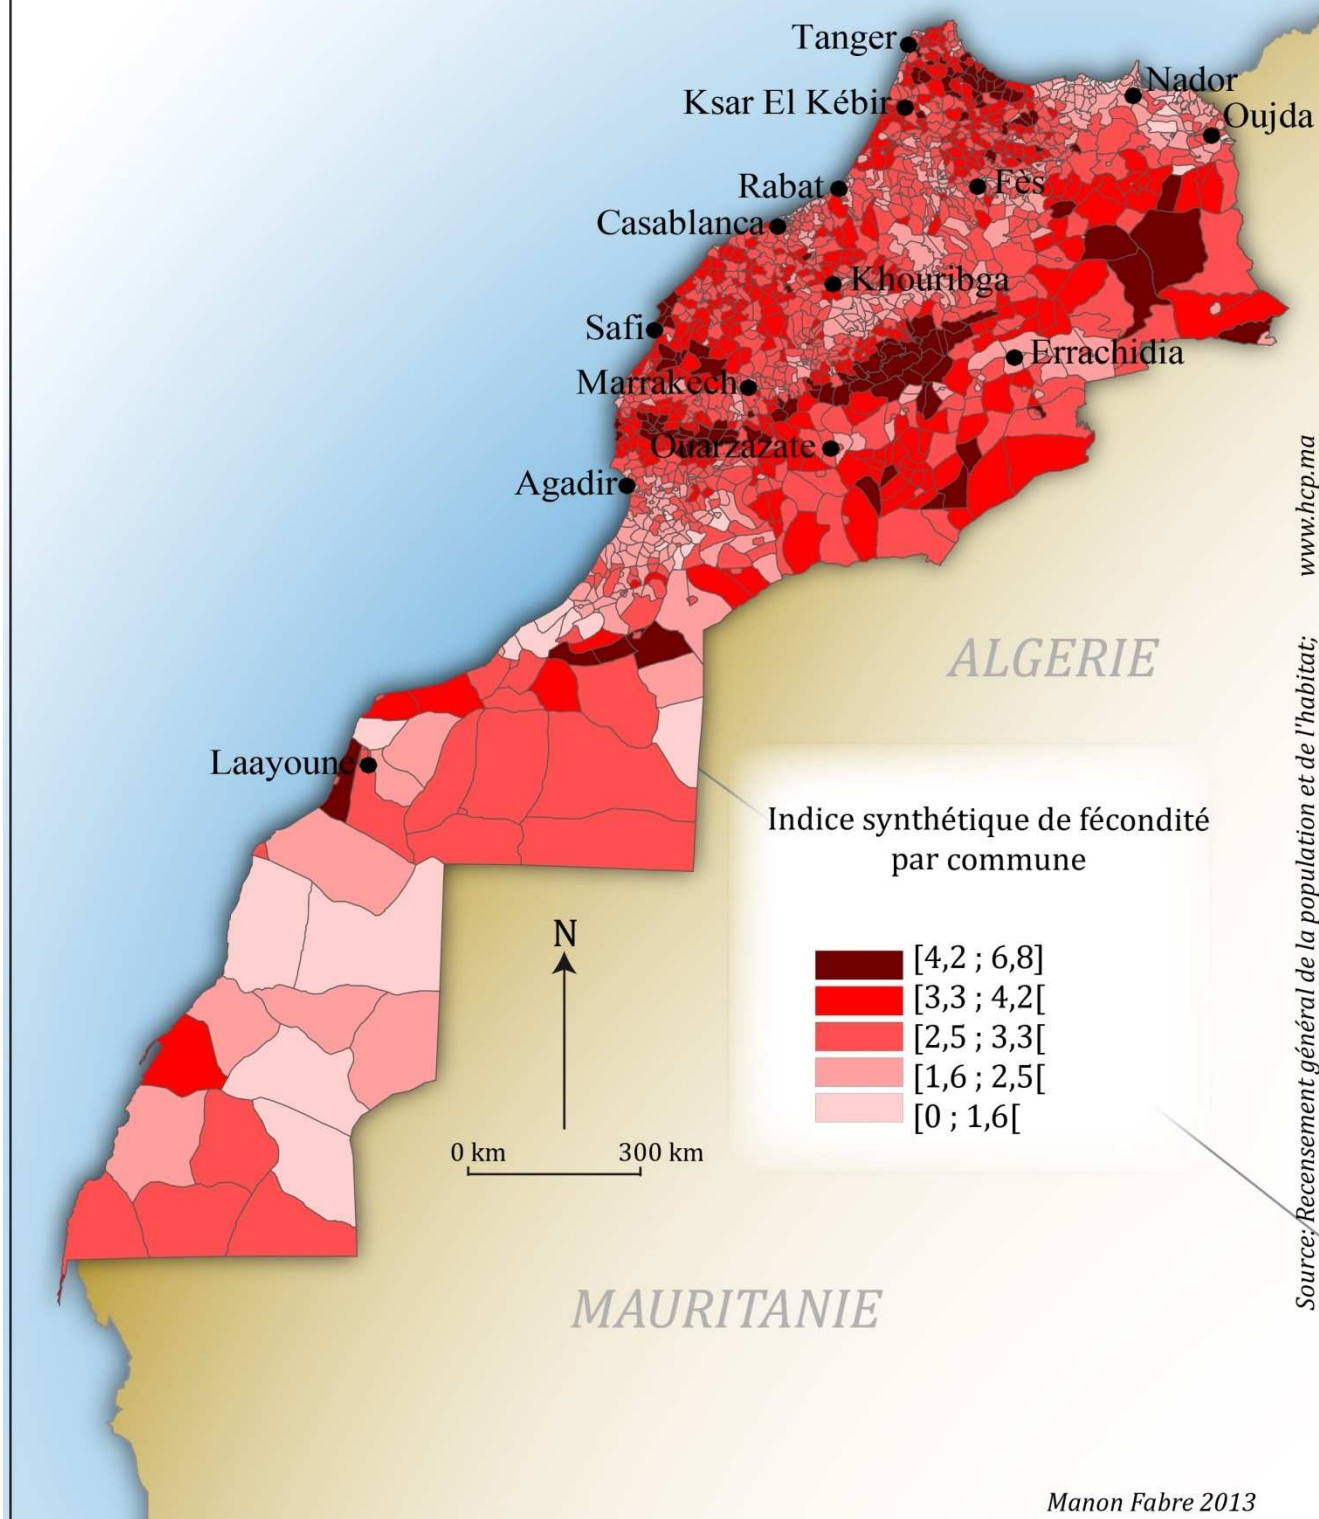 Tanger
Nador
Ksar El Kébir
Oujda
Rabat
Fès
Casablanca
Khouribga
Safi
Errachidia
Marrakech
Ouarzazate
Agadir
Laayoune
ALGERIE
MAURITANIE
Indice synthétique de fécondité
par commune
[4,2 ; 6,8]
[3,3 ; 4,2[
[2,5 ; 3,3[
[1,6 ; 2,5[
[0 ; 1,6[
N
0 km 300 km
Source: Recensement général de la population et de l'habitat; www.hcp.ma
Manon Fabre 2013